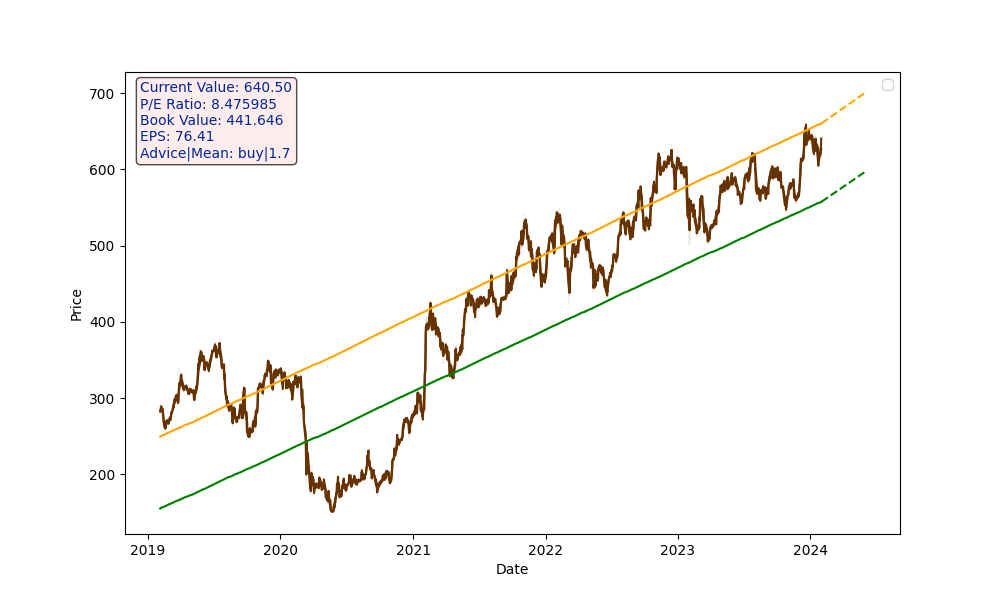 Current Value: 640.50
P/E Ratio: 8.475985
Book Value: 441.646
EPS: 76.41
Advice|Mean: buy|1.7
700
600
500
400
300
200
Price
2019 2020 2021 2022 2023 2024
Date